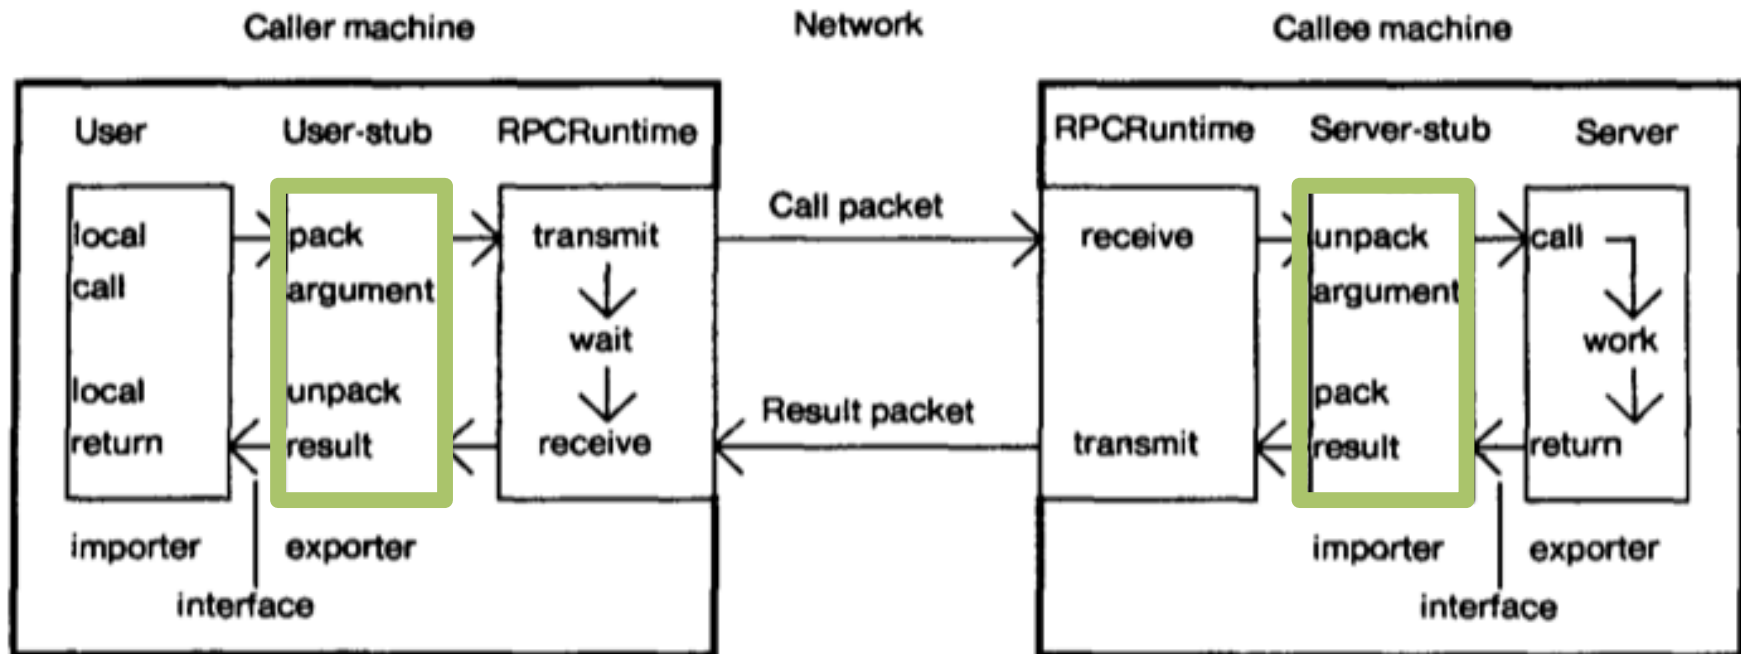 Caller machine
Network
Callee machine
User
User-stub
RPCRuntime
RPCRuntime
Server-stub
Server
local
call
pack
argument
transmit
wait
Call packet
receive
unpack
argument
call
work
local
return
unpack
result
receive
Result packet
transmit
pack
result
return
importer
exporter
interface
importer
exporter
interface